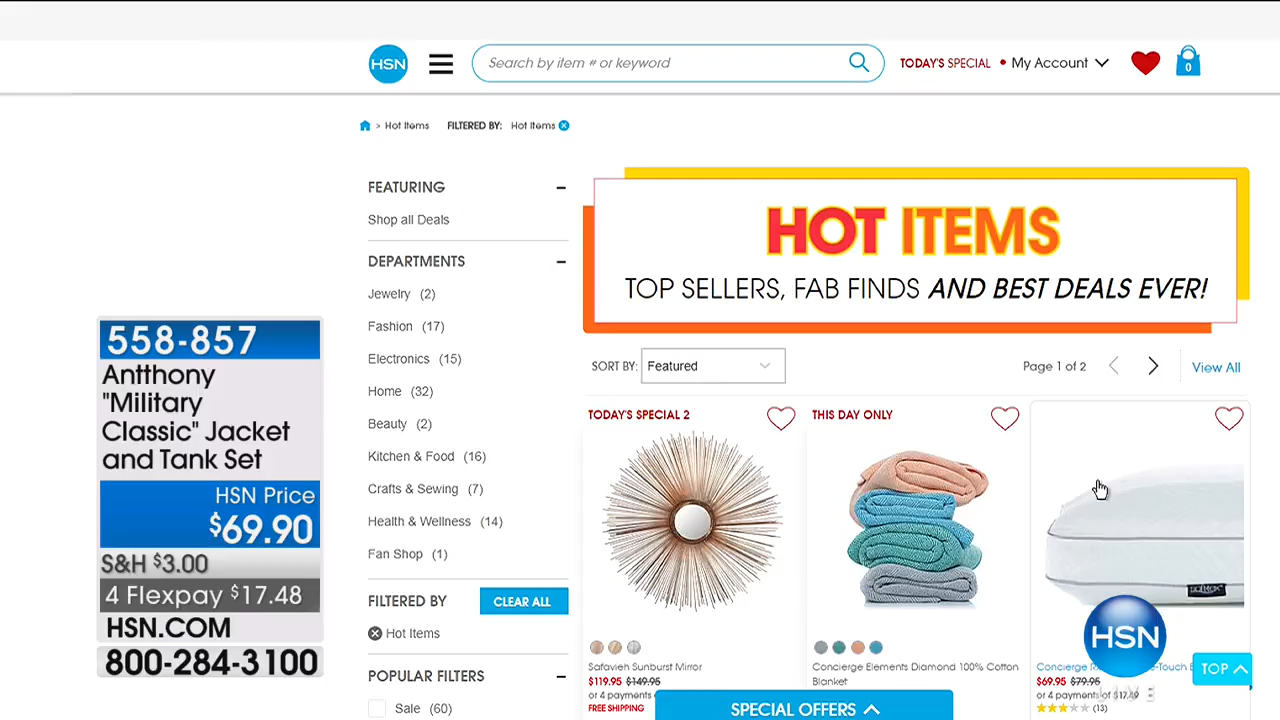 HSN
Search by item # or keyword
TODAY'S SPECIAL • My Account
0
> Hot Items FILTERED BY: Hot Items
FEATURING
Shop all Deals
DEPARTMENTS
Jewelry (2)
Fashion (17)
Electronics (15)
Home (32)
Beauty (2)
Kitchen & Food (16)
Crafts & Sewing (7)
Health & Wellness (14)
Fan Shop (1)
FILTERED BY
CLEAR ALL
Hot Items
POPULAR FILTERS
Sale (60)
HOT ITEMS
TOP SELLERS, FAB FINDS AND BEST DEALS EVER!
SORT BY: Featured
Page 1 of 2
View All
TODAY'S SPECIAL 2
Safavieh Sunburst Mirror
$119.95 $149.95
or 4 payments
FREE SHIPPING
THIS DAY ONLY
Concierge Elements Diamond 100% Cotton
Blanket
Concierge
$69.95 $79.95
or 4 payments of $17.49
(13)
SPECIAL OFFERS
TOP
HSN
LIVE
558-857
Antthony
"Military
Classic" Jacket
and Tank Set
HSN Price
$69.90
S&H $3.00
4 Flexpay $17.48
HSN.COM
800-284-3100